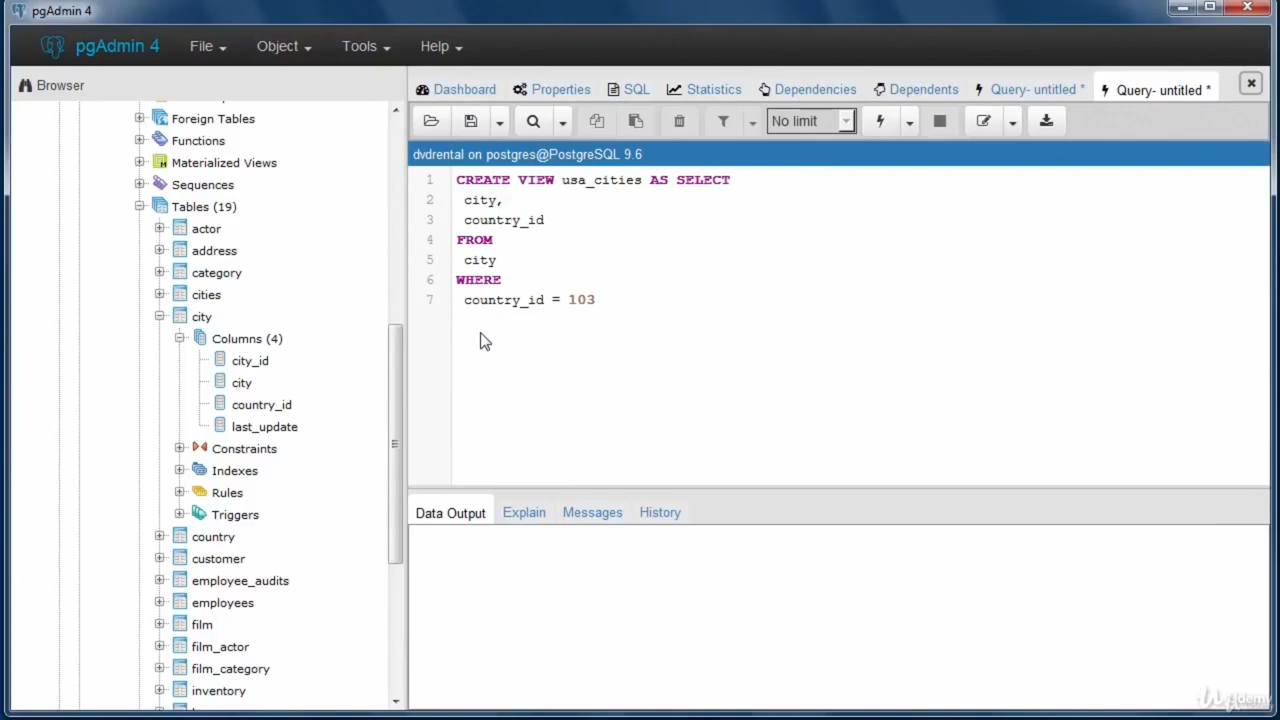 pgAdmin 4
pgAdmin 4 File Object Tools Help
Browser
Dashboard Properties SQL Statistics Dependencies Dependents Query- untitled * Query- untitled *
No limit
dvdrental on postgres@PostgreSQL 9.6
Foreign Tables
Functions
Materialized Views
Sequences
Tables (19)
actor
address
category
cities
city
Columns (4)
city_id
city
country_id
last_update
Constraints
Indexes
Rules
Triggers
country
customer
employee_audits
employees
film
film_actor
film_category
inventory
1 CREATE VIEW usa_cities AS SELECT
2 city,
3 country_id
4 FROM
5 city
6 WHERE
7 country_id = 103
Data Output Explain Messages History
Udemy